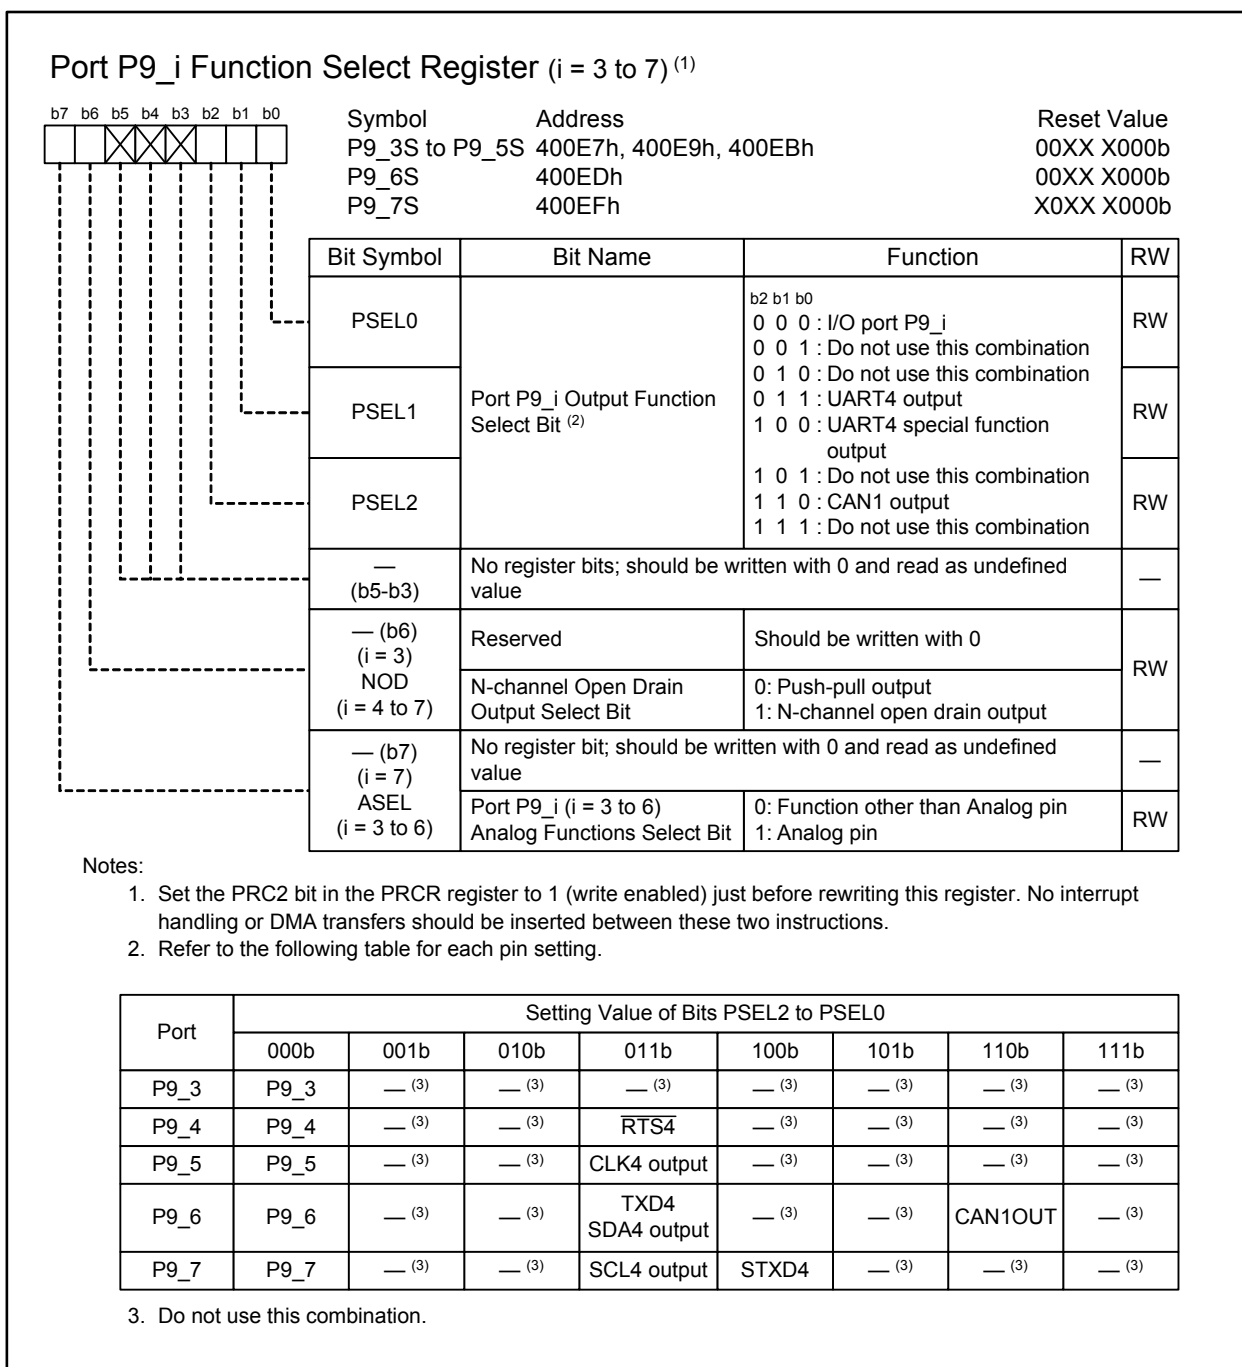 Port P9_i Function Select Register (i = 3 to 7) (1)
b7 b6 b5 b4 b3 b2 b1 b0
Symbol Address Reset Value
P9_3S to P9_5S 400E7h, 400E9h, 400EBh 00XX X000b
P9_6S 400EDh 00XX X000b
P9_7S 400EFh X0XX X000b
Bit Symbol Bit Name Function RW
PSEL0 RW
PSEL1 RW
PSEL2 RW
Port P9_i Output Function
Select Bit (2)
b2 b1 b0
0 0 0 : I/O port P9_i
0 0 1 : Do not use this combination
0 1 0 : Do not use this combination
0 1 1 : UART4 output
1 0 0 : UART4 special function
output
1 0 1 : Do not use this combination
1 1 0 : CAN1 output
1 1 1 : Do not use this combination
—
(b5-b3)
No register bits; should be written with 0 and read as undefined
value
—
— (b6)
(i = 3)
NOD
(i = 4 to 7)
Reserved Should be written with 0
N-channel Open Drain
Output Select Bit
0: Push-pull output
1: N-channel open drain output
RW
— (b7)
(i = 7)
ASEL
(i = 3 to 6)
No register bit; should be written with 0 and read as undefined
value
—
Port P9_i (i = 3 to 6)
Analog Functions Select Bit
0: Function other than Analog pin
1: Analog pin
RW
Notes:
1. Set the PRC2 bit in the PRCR register to 1 (write enabled) just before rewriting this register. No interrupt
handling or DMA transfers should be inserted between these two instructions.
2. Refer to the following table for each pin setting.
Port Setting Value of Bits PSEL2 to PSEL0
000b 001b 010b 011b 100b 101b 110b 111b
P9_3 P9_3 — (3) — (3) — (3) — (3) — (3) — (3) — (3)
P9_4 P9_4 — (3) — (3) RTS4 — (3) — (3) — (3) — (3)
P9_5 P9_5 — (3) — (3) CLK4 output — (3) — (3) — (3) — (3)
P9_6 P9_6 — (3) — (3) TXD4 SDA4 output — (3) — (3) CAN1OUT — (3)
P9_7 P9_7 — (3) — (3) SCL4 output STXD4 — (3) — (3) — (3)
3. Do not use this combination.